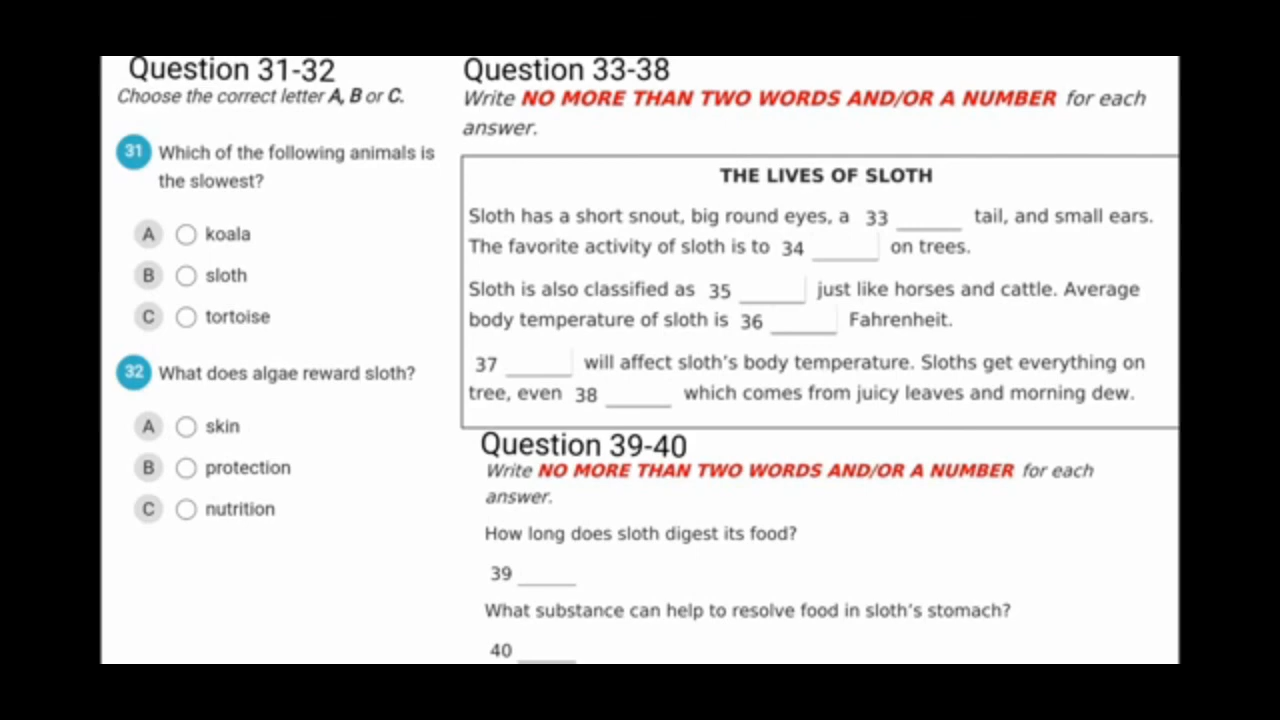 Question 31-32
Choose the correct letter A, B or C.
31 Which of the following animals is
the slowest?
A koala
B sloth
C tortoise
32 What does algae reward sloth?
A skin
B protection
C nutrition
Question 33-38
Write NO MORE THAN TWO WORDS AND/OR A NUMBER for each
answer.
THE LIVES OF SLOTH
Sloth has a short snout, big round eyes, a 33 ______ tail, and small ears.
The favorite activity of sloth is to 34 ______ on trees.
Sloth is also classified as 35 ______ just like horses and cattle. Average
body temperature of sloth is 36 ______ Fahrenheit.
37 ______ will affect sloth's body temperature. Sloths get everything on
tree, even 38 ______ which comes from juicy leaves and morning dew.
Question 39-40
Write NO MORE THAN TWO WORDS AND/OR A NUMBER for each
answer.
How long does sloth digest its food?
39 ______
What substance can help to resolve food in sloth's stomach?
40 ______